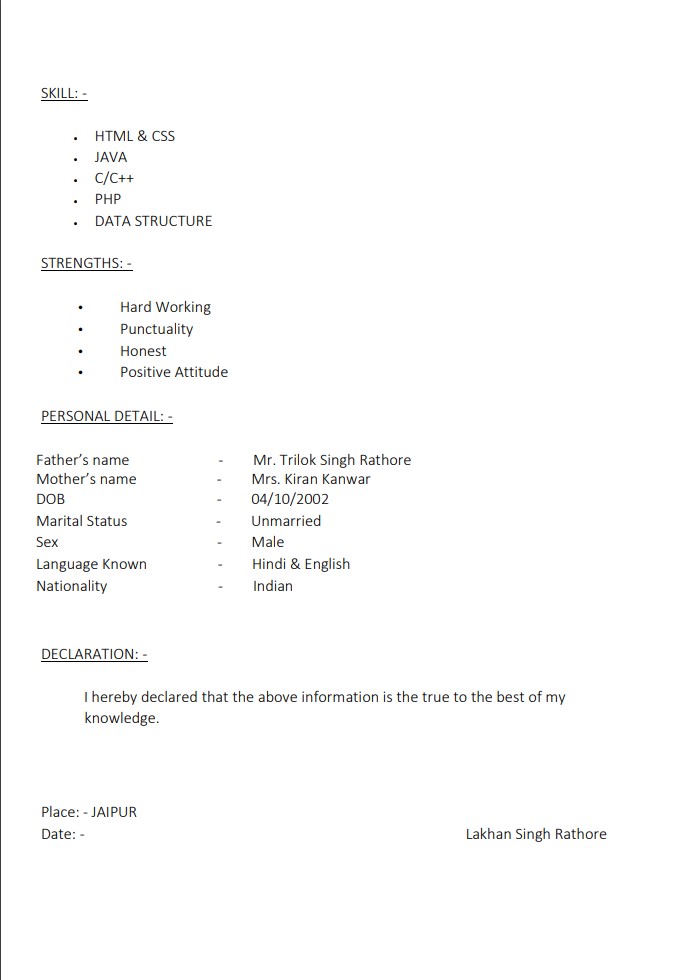 SKILL: -
• HTML & CSS
• JAVA
• C/C++
• PHP
• DATA STRUCTURE
STRENGTHS: -
• Hard Working
• Punctuality
• Honest
• Positive Attitude
PERSONAL DETAIL: -
Father’s name - Mr. Trilok Singh Rathore
Mother’s name - Mrs. Kiran Kanwar
DOB - 04/10/2002
Marital Status - Unmarried
Sex - Male
Language Known - Hindi & English
Nationality - Indian
DECLARATION: -
I hereby declared that the above information is the true to the best of my
knowledge.
Place: - JAIPUR
Date: - Lakhan Singh Rathore